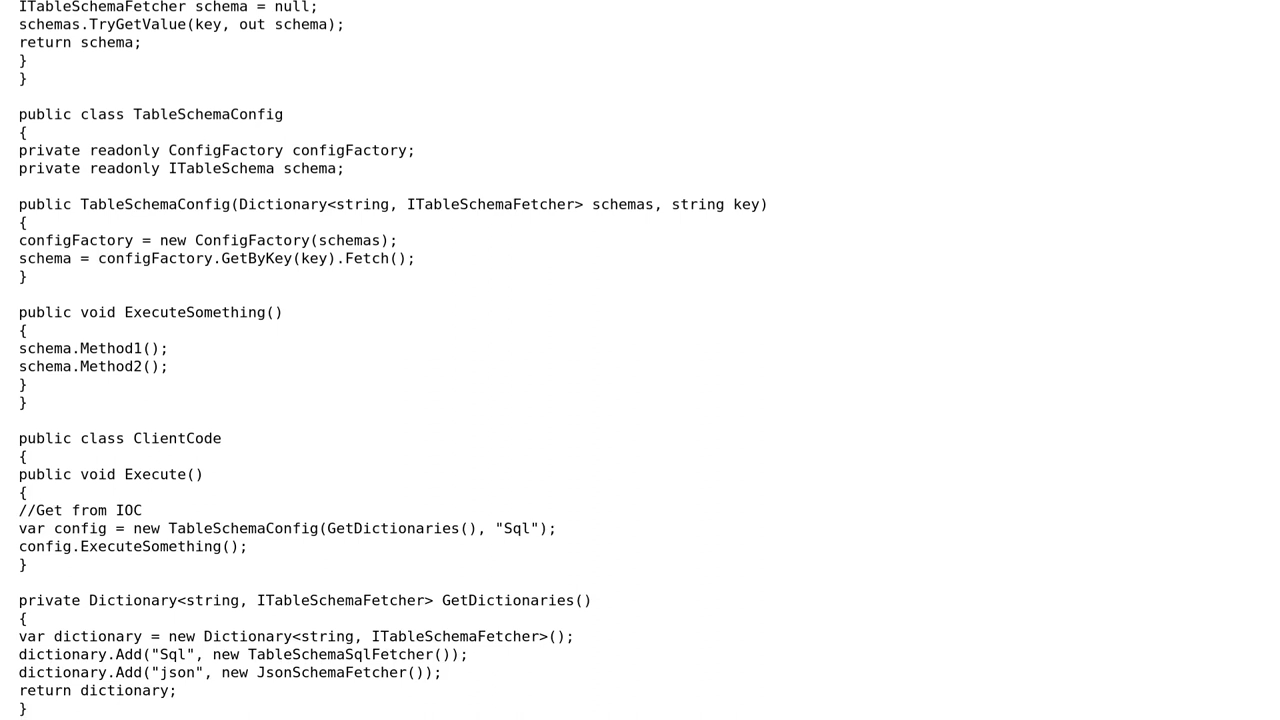 ITableSchemaFetcher schema = null;
schemas.TryGetValue(key, out schema);
return schema;
}
}
public class TableSchemaConfig
{
private readonly ConfigFactory configFactory;
private readonly ITableSchema schema;
public TableSchemaConfig(Dictionary<string, ITableSchemaFetcher> schemas, string key)
{
configFactory = new ConfigFactory(schemas);
schema = configFactory.GetByKey(key).Fetch();
}
public void ExecuteSomething()
{
schema.Method1();
schema.Method2();
}
}
public class ClientCode
{
public void Execute()
{
//Get from IOC
var config = new TableSchemaConfig(GetDictionaries(), "Sql");
config.ExecuteSomething();
}
private Dictionary<string, ITableSchemaFetcher> GetDictionaries()
{
var dictionary = new Dictionary<string, ITableSchemaFetcher>();
dictionary.Add("Sql", new TableSchemaSqlFetcher());
dictionary.Add("json", new JsonSchemaFetcher());
return dictionary;
}